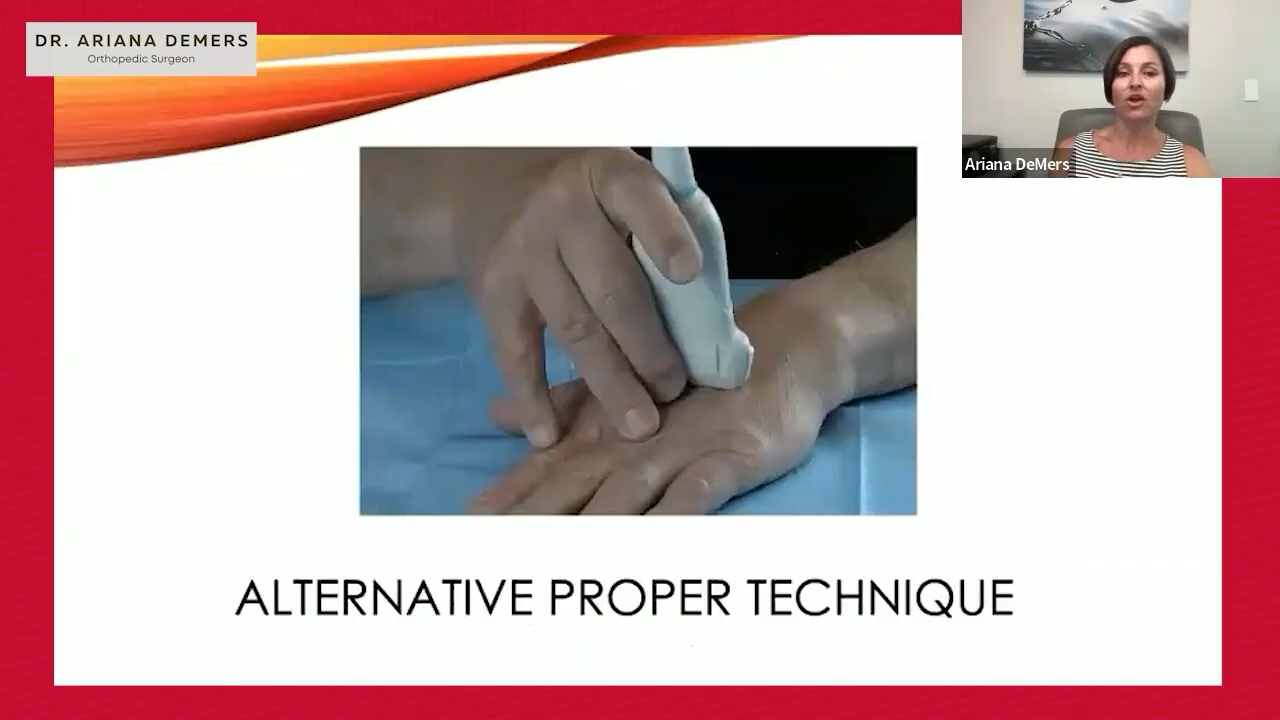 DR. ARIANA DEMERS
Orthopedic Surgeon
Ariana DeMers
ALTERNATIVE PROPER TECHNIQUE